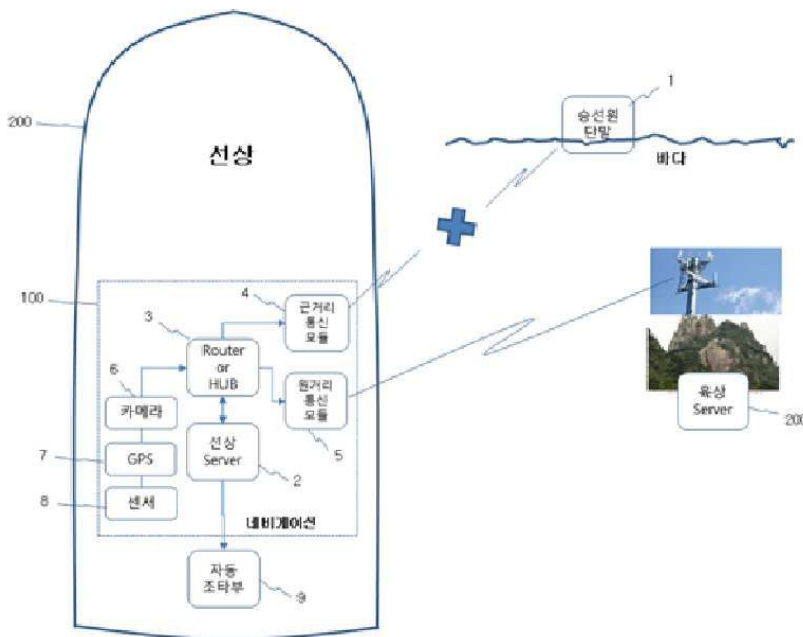 200
선상
1
승선원
단말
바다
100
4
근거리
통신
모듈
3
Router
or
HUB
6
카메라
원거리
통신
모듈
5
7
GPS
선상
Server
2
8
센서
네비게이션
육상
Server
200
자동
조타부
9